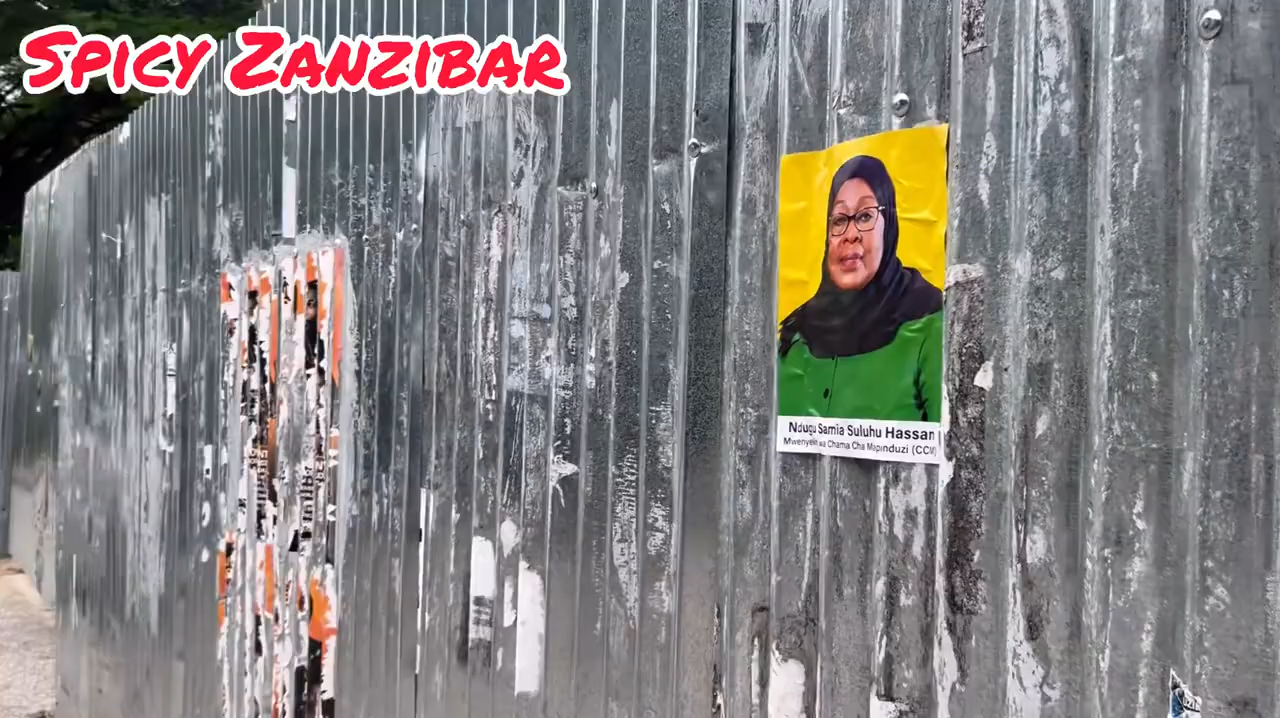 Spicy Zanzibar
Ndugu Samia Suluhu Hassan
Mwenyekiti wa Chama Cha Mapinduzi (CCM)